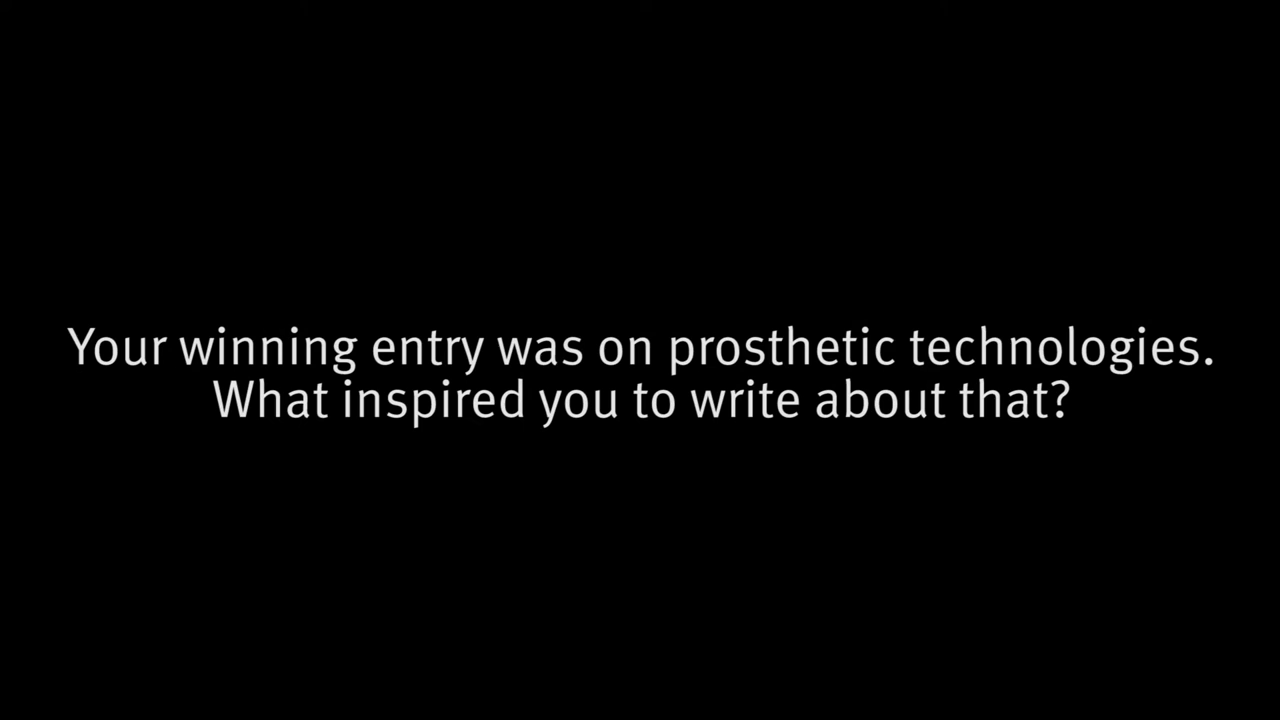 Your winning entry was on prosthetic technologies.
What inspired you to write about that?